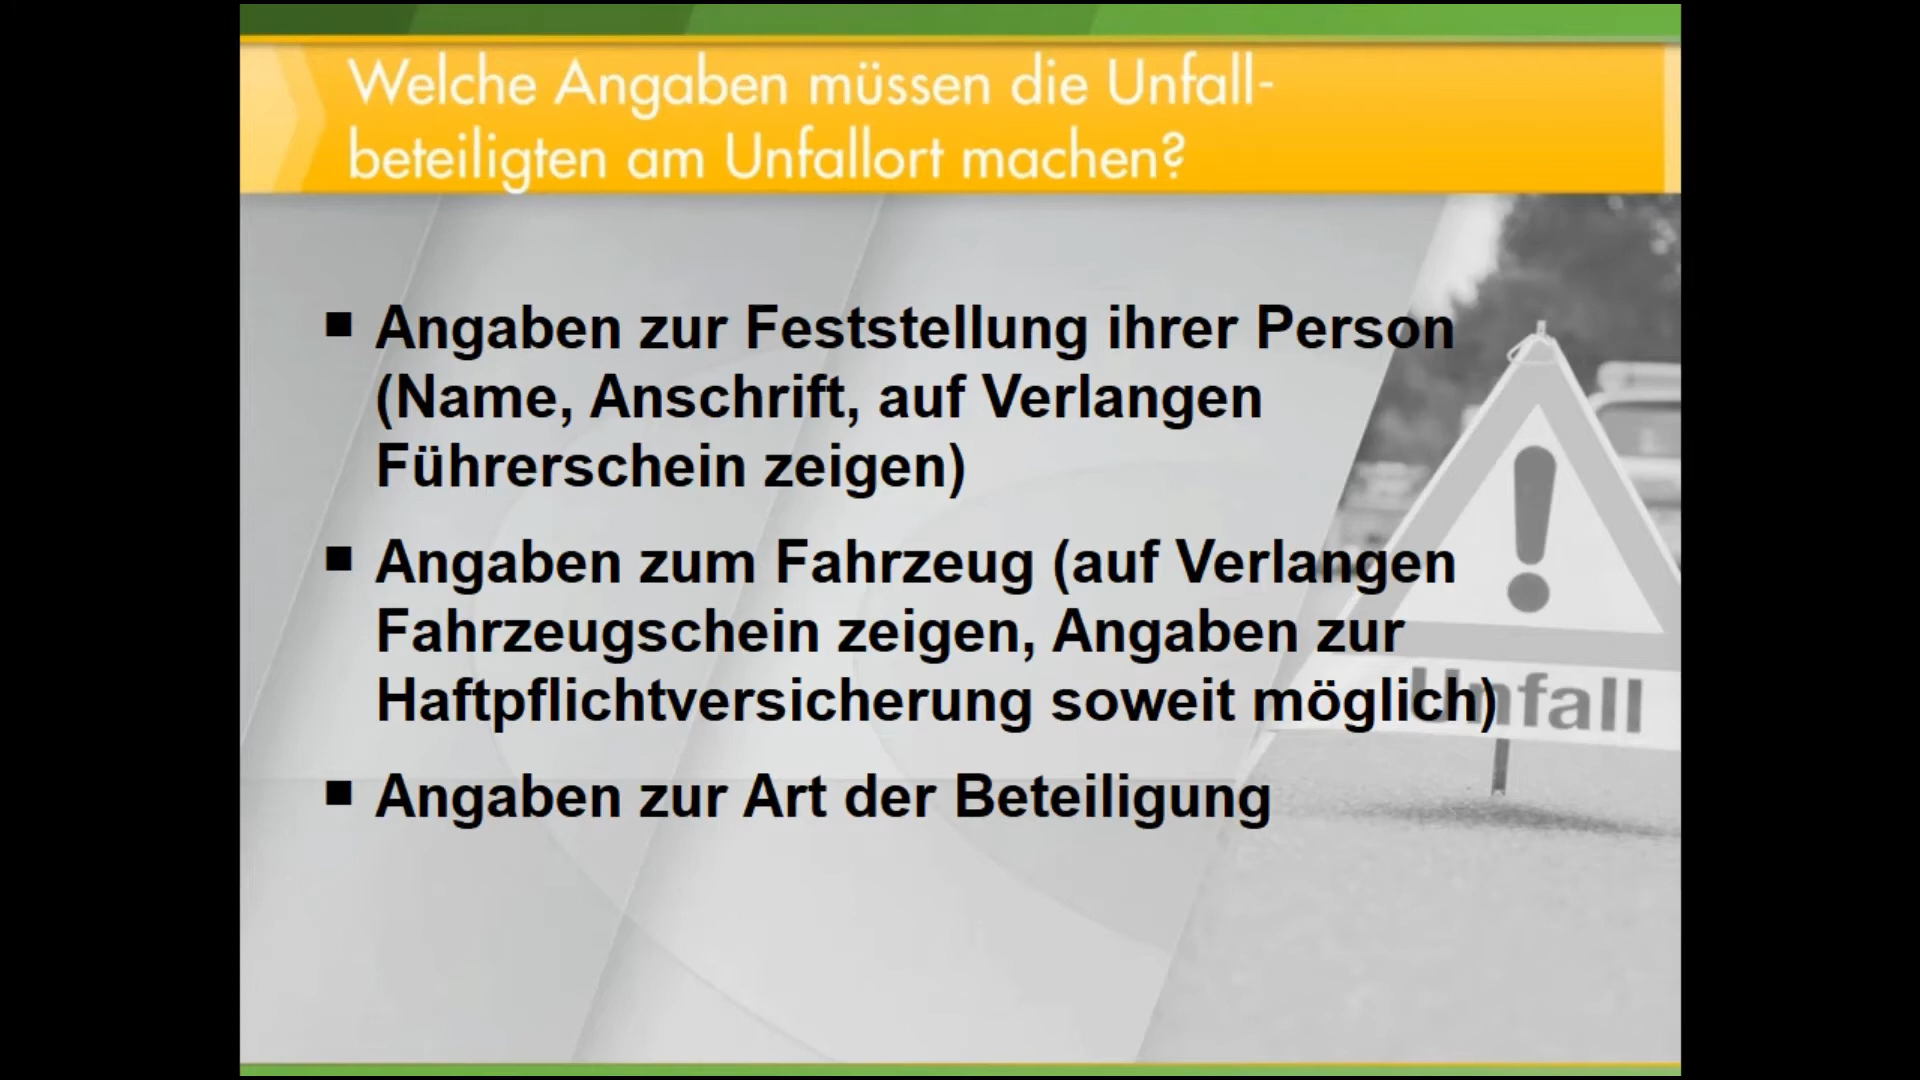 Welche Angaben müssen die Unfall-
beteiligten am Unfallort machen?
■ Angaben zur Feststellung ihrer Person
(Name, Anschrift, auf Verlangen
Führerschein zeigen)
■ Angaben zum Fahrzeug (auf Verlangen
Fahrzeugschein zeigen, Angaben zur
Haftpflichtversicherung soweit möglich)
Unfall
■ Angaben zur Art der Beteiligung